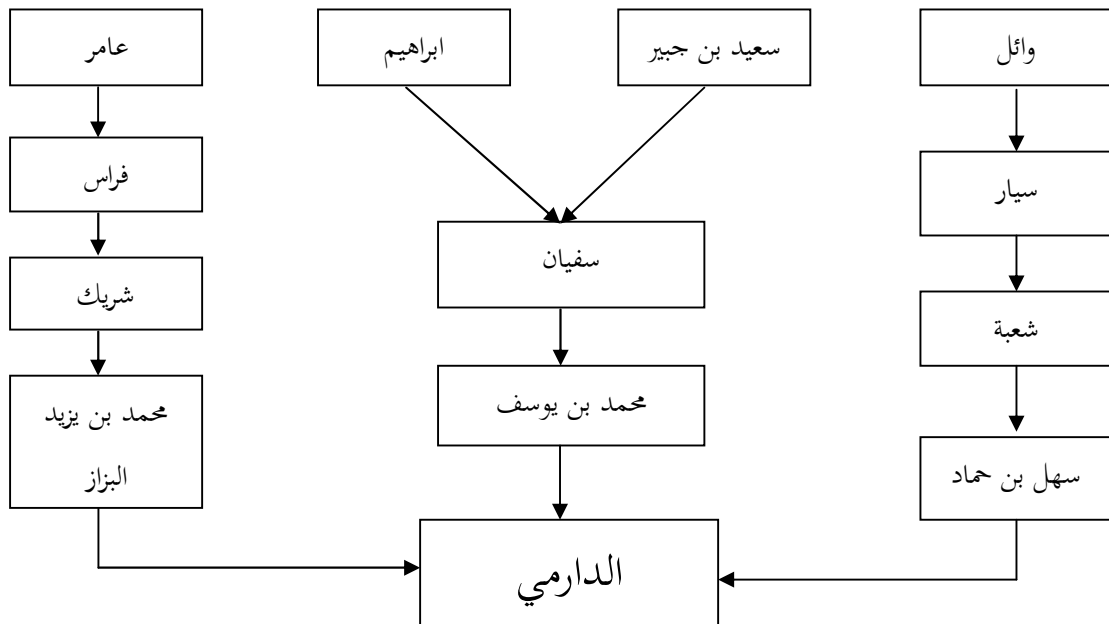 وائل
سعيد بن جبير
ابراهيم
عامر
سيار
فراس
سفيان
شعبة
شريك
محمد بن يوسف
سهل بن حماد
محمد بن يزيد
البزاز
الدارمي